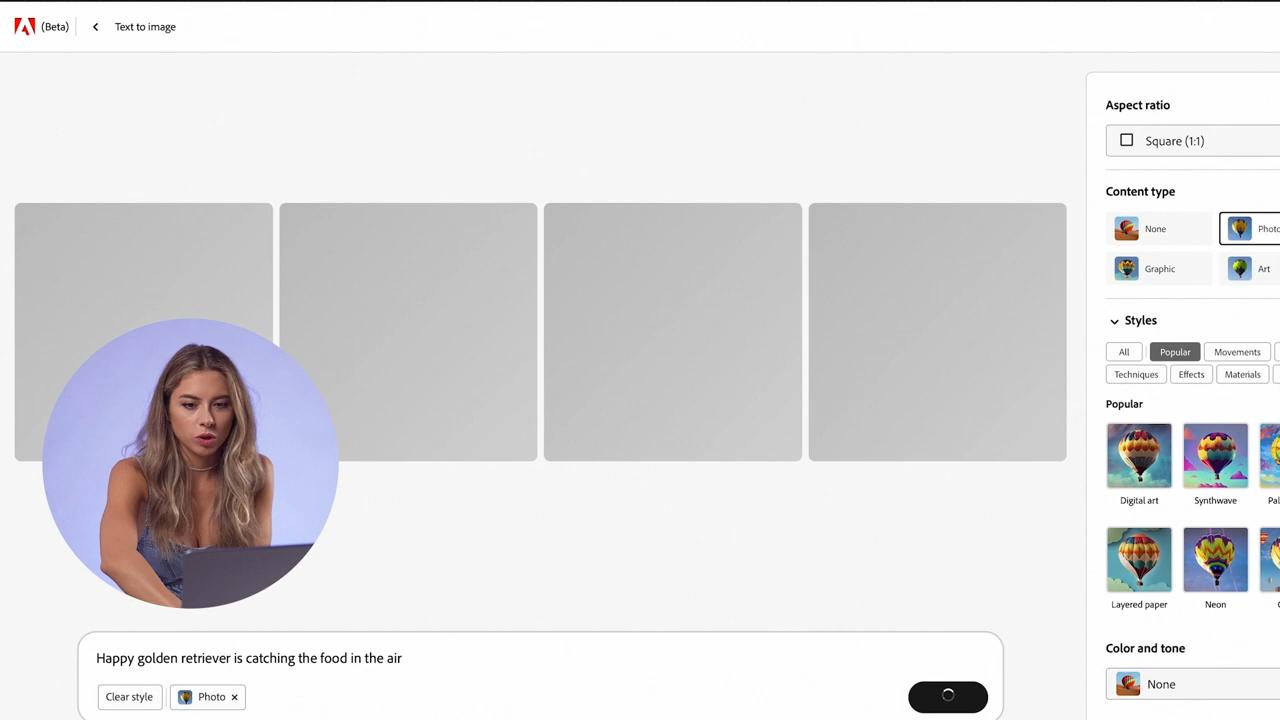 (Beta)
Text to image
Aspect ratio
Square (1:1)
Content type
None
Photo
Graphic
Art
Styles
All
Popular
Movements
Techniques
Effects
Materials
Popular
Digital art
Synthwave
Layered paper
Neon
Color and tone
None
Happy golden retriever is catching the food in the air
Clear style
Photo ×